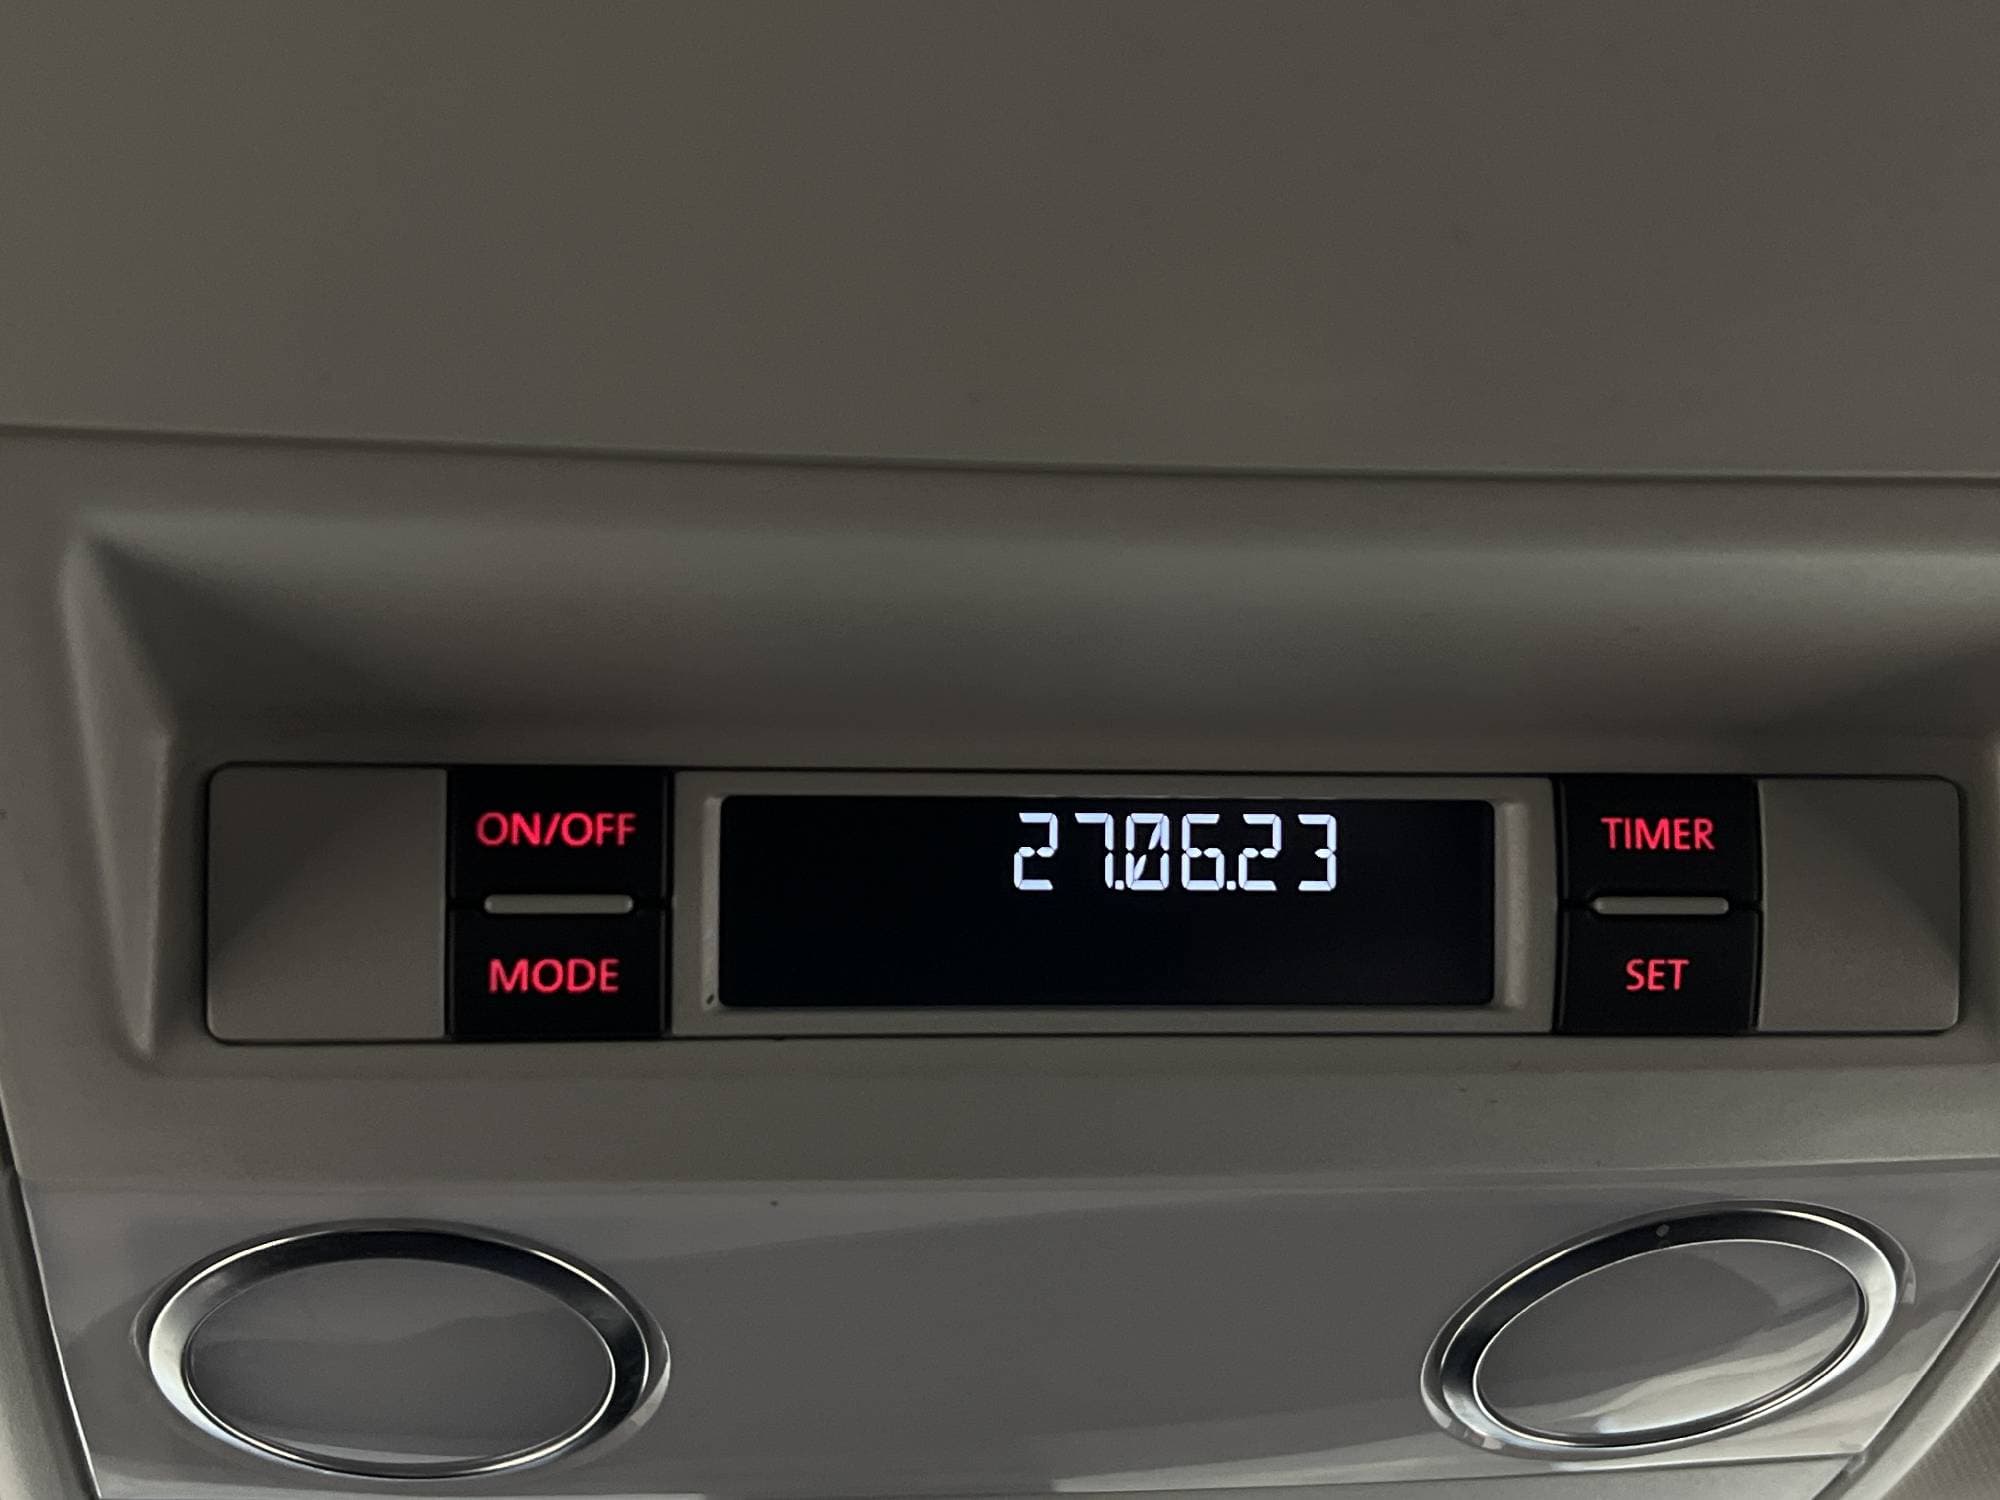 ON/OFF
MODE
27.06.23
TIMER
SET